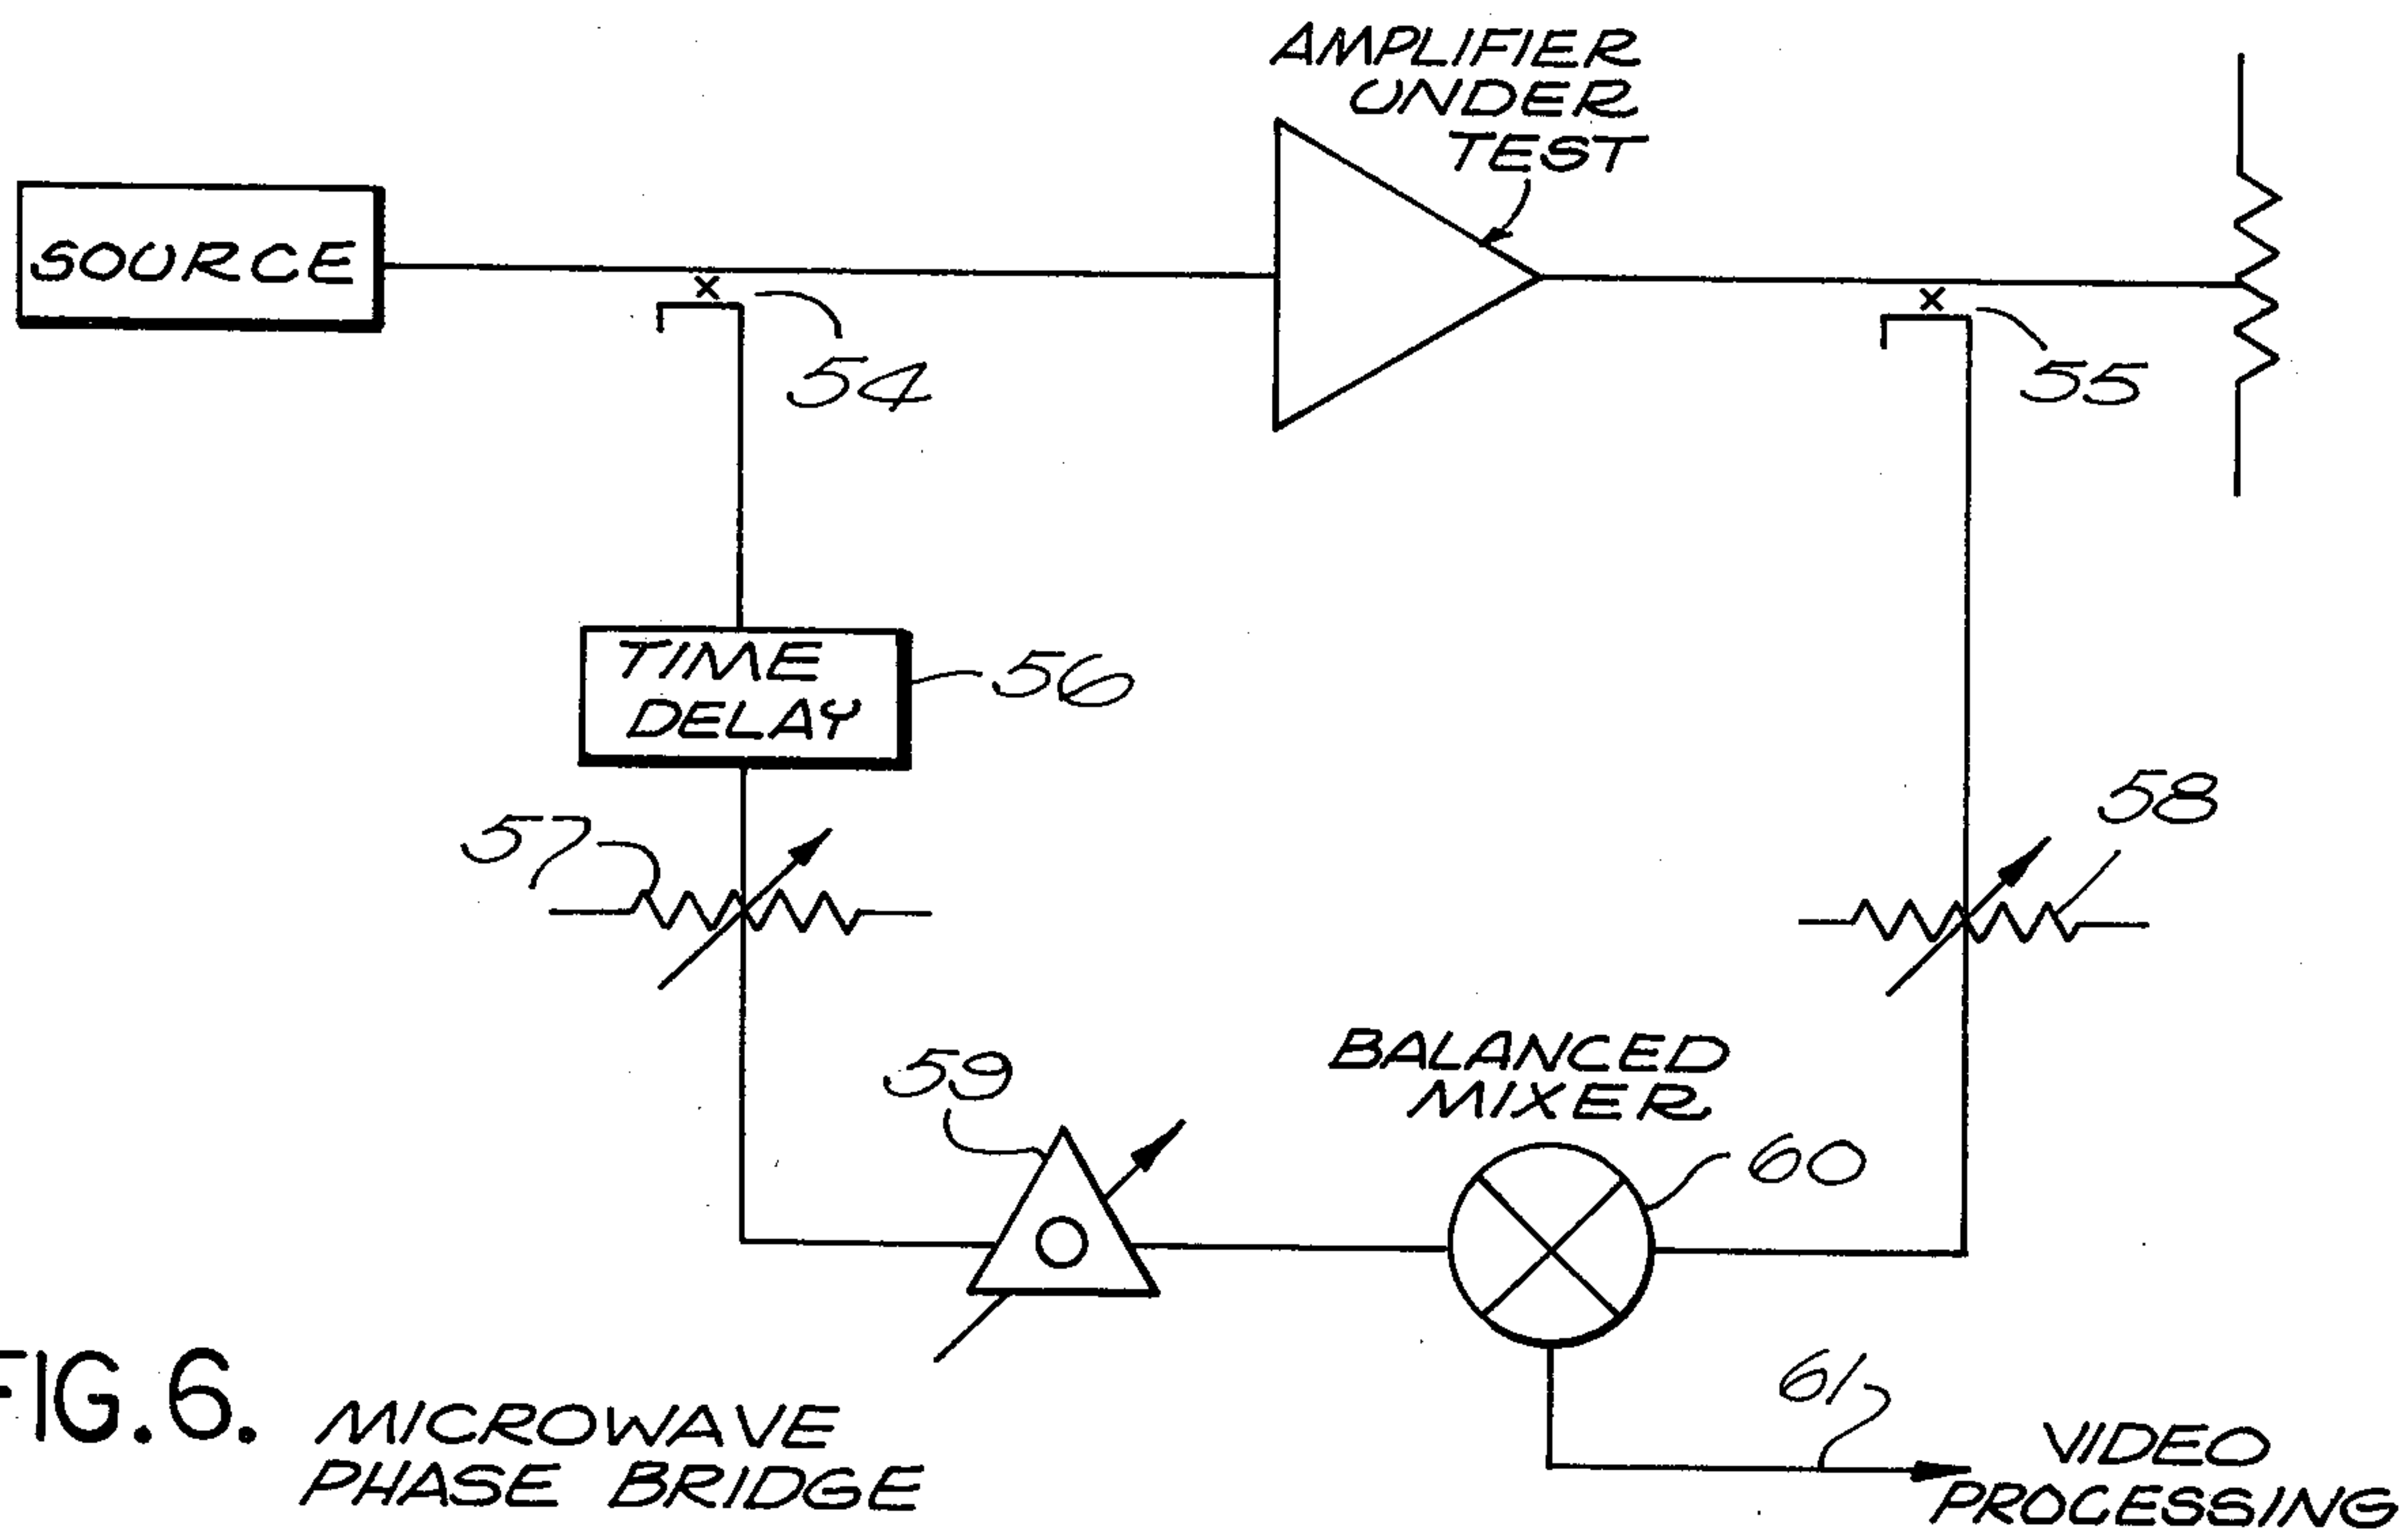 AMPLIFIER
UNDER
TEST
SOURCE
54
55
TIME
DELAY
56
57
58
59
BALANCED
MIXER
60
61
FIG. 6.
MICROWAVE
PHASE BRIDGE
VIDEO
PROCESSING